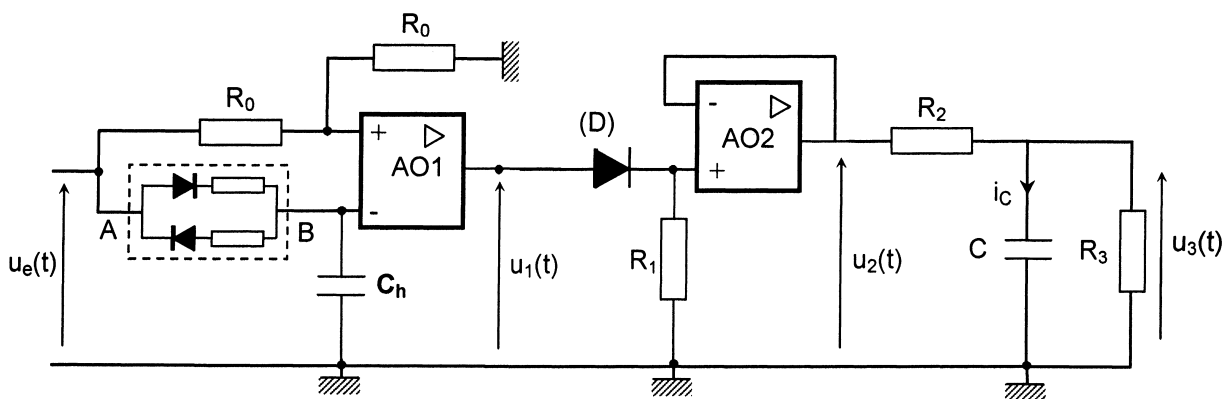 R0
R0
+
▷
AO1
-
A
B
Ch
ue(t)
u1(t)
(D)
R1
-
▷
AO2
+
u2(t)
R2
iC
C
R3
u3(t)